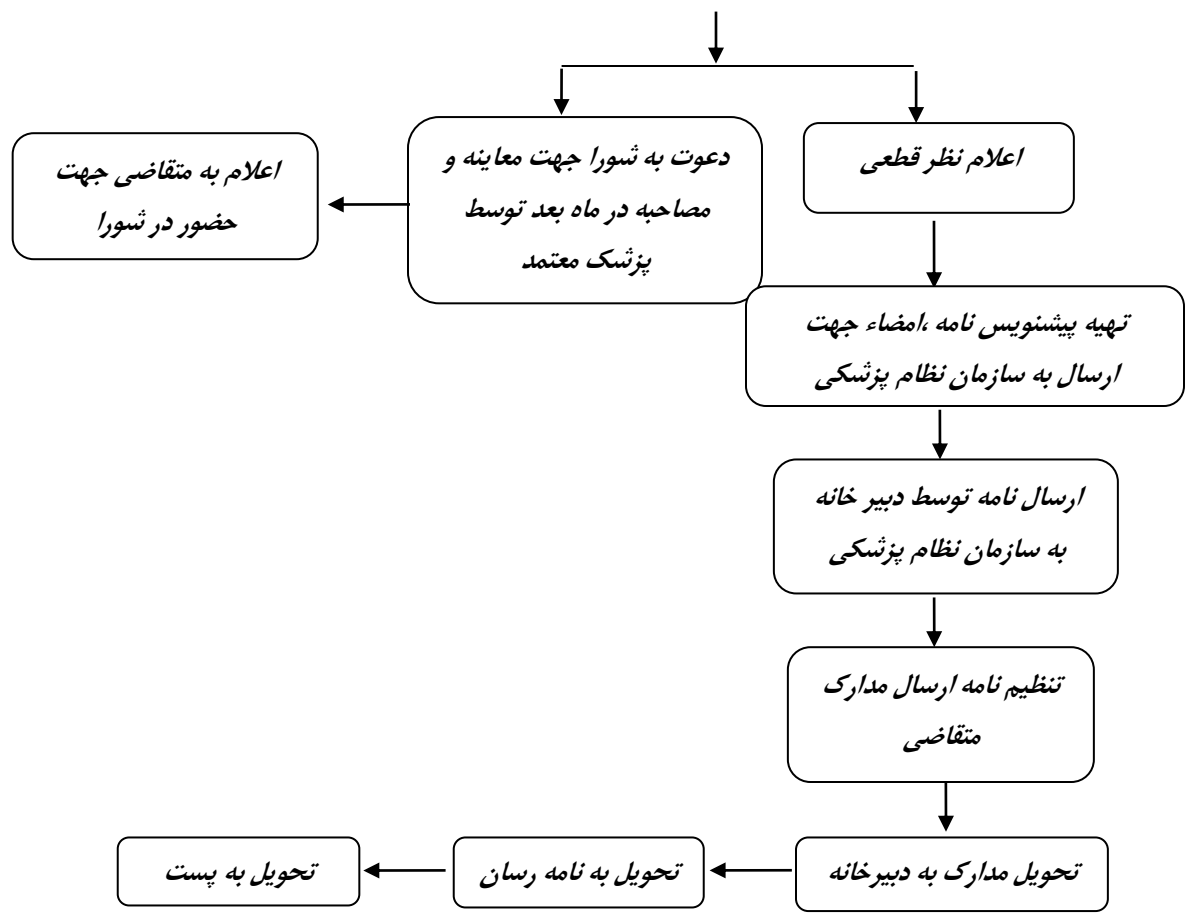 اعلام نظر قطعی
دعوت به شورا جهت معاینه و
مصاحبه در ماه بعد توسط
پزشک معتمد
اعلام به متقاضی جهت
حضور در شورا
تهیه پیشنویس نامه ،امضاء جهت
ارسال به سازمان نظام پزشکی
ارسال نامه توسط دبیر خانه
به سازمان نظام پزشکی
تنظیم نامه ارسال مدارک
متقاضی
تحویل مدارک به دبیرخانه
تحویل به نامه رسان
تحویل به پست